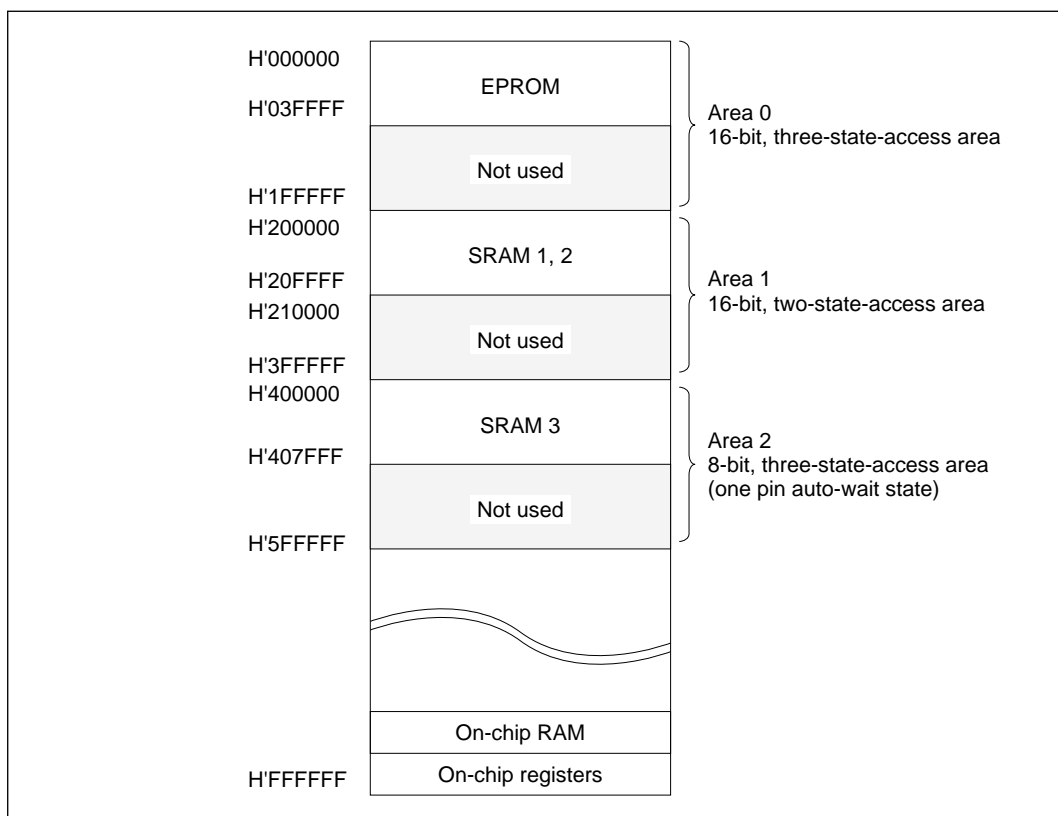 H'000000
EPROM
H'03FFFF
Area 0
16-bit, three-state-access area
Not used
H'1FFFFF
H'200000
SRAM 1, 2
H'20FFFF
Area 1
16-bit, two-state-access area
H'210000
Not used
H'3FFFFF
H'400000
SRAM 3
H'407FFF
Area 2
8-bit, three-state-access area
(one pin auto-wait state)
Not used
H'5FFFFF
On-chip RAM
On-chip registers
H'FFFFFF